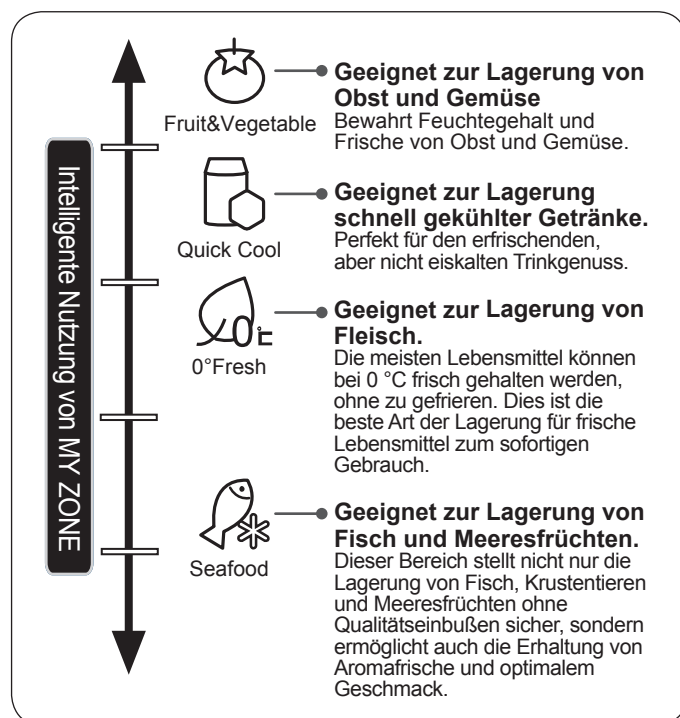 Intelligente Nutzung von MY ZONE
Fruit&Vegetable
Geeignet zur Lagerung von
Obst und Gemüse
Bewahrt Feuchtegehalt und
Frische von Obst und Gemüse.
Quick Cool
Geeignet zur Lagerung
schnell gekühlter Getränke.
Perfekt für den erfrischenden,
aber nicht eiskalten Trinkgenuss.
0°Fresh
0°C
Geeignet zur Lagerung von
Fleisch.
Die meisten Lebensmittel können
bei 0 °C frisch gehalten werden,
ohne zu gefrieren. Dies ist die
beste Art der Lagerung für frische
Lebensmittel zum sofortigen
Gebrauch.
Seafood
Geeignet zur Lagerung von
Fisch und Meeresfrüchten.
Dieser Bereich stellt nicht nur die
Lagerung von Fisch, Krustentieren
und Meeresfrüchten ohne
Qualitätseinbußen sicher, sondern
ermöglicht auch die Erhaltung von
Aromafrische und optimalem
Geschmack.